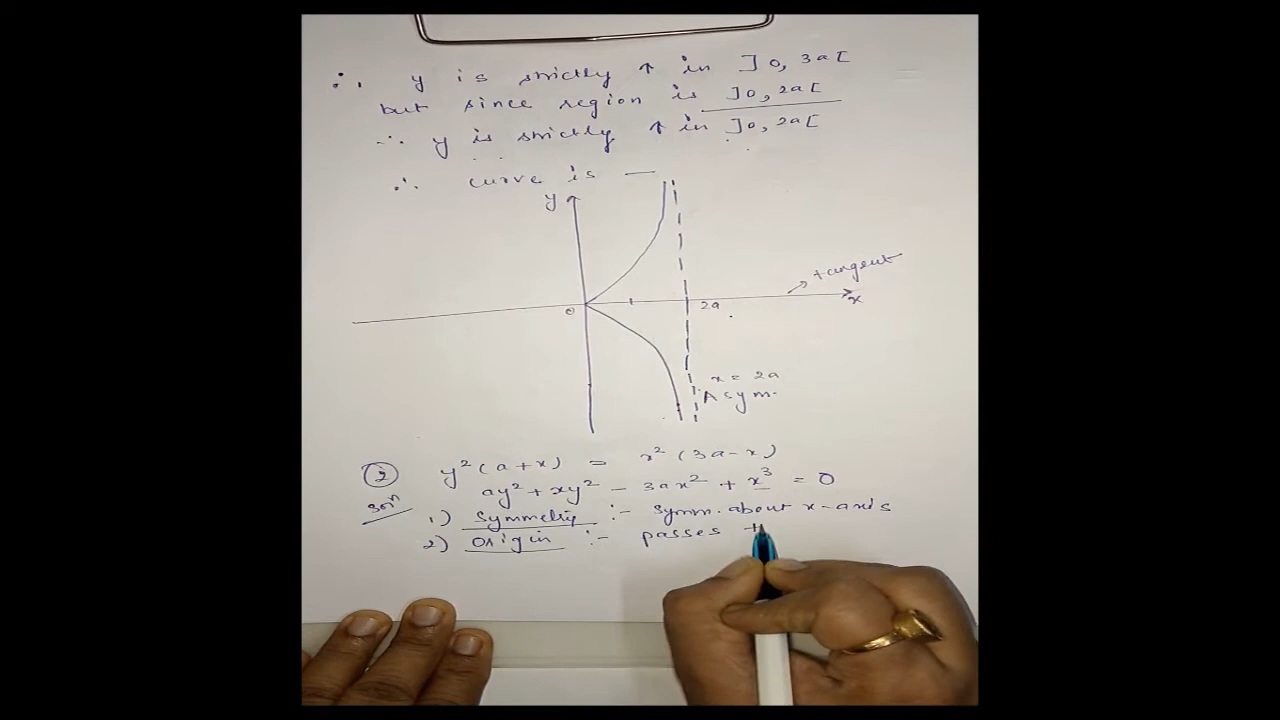 ∴ y is strictly ↑ in ]0, 3a[
but since region is ]0, 2a[
∴ y is strictly ↑ in ]0, 2a[
∴ curve is —
y
tangent
x
0
2a
x = 2a
Asym.
② y²(a+x) = x²(3a-x)
ay² + xy² - 3ax² + x³ = 0
Solⁿ
1) Symmetry :- symm. about x-axis
2) Origin :- passes t